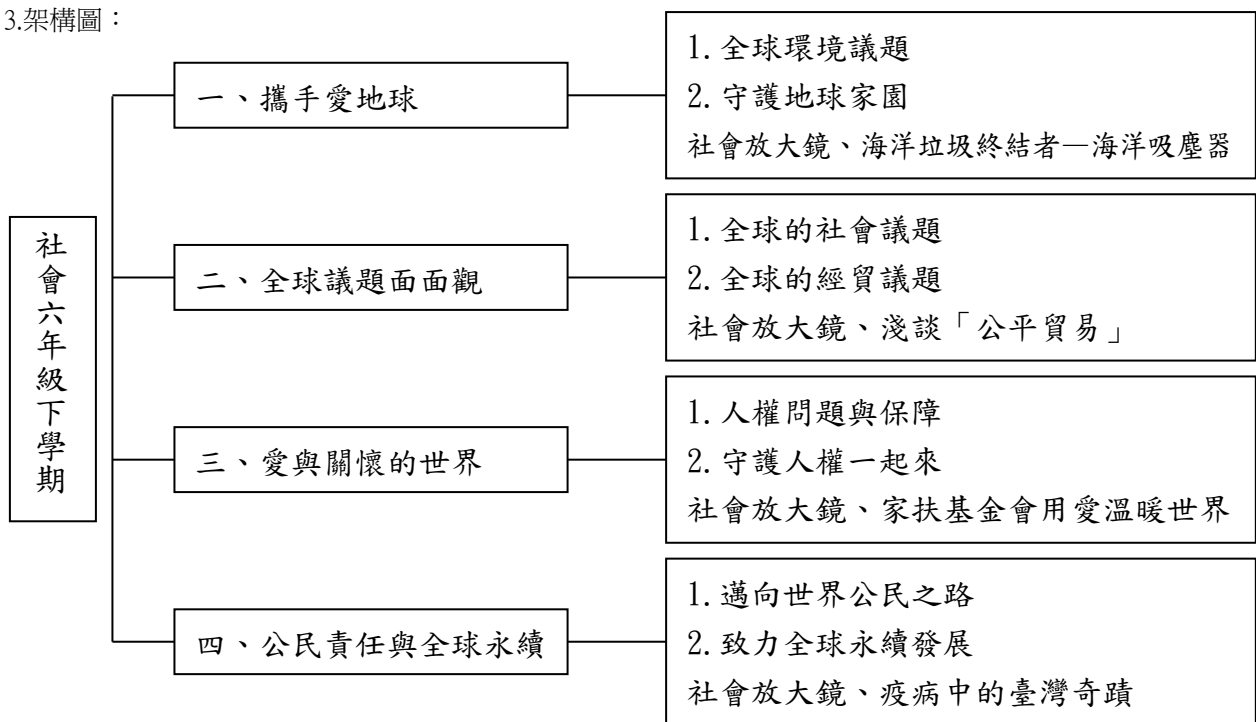 3.架構圖：
社會六年級下學期
一、攜手愛地球
1.全球環境議題
2.守護地球家園
社會放大鏡、海洋垃圾終結者—海洋吸塵器
二、全球議題面面觀
1.全球的社會議題
2.全球的經貿議題
社會放大鏡、淺談「公平貿易」
三、愛與關懷的世界
1.人權問題與保障
2.守護人權一起來
社會放大鏡、家扶基金會用愛溫暖世界
四、公民責任與全球永續
1.邁向世界公民之路
2.致力全球永續發展
社會放大鏡、疫病中的臺灣奇蹟